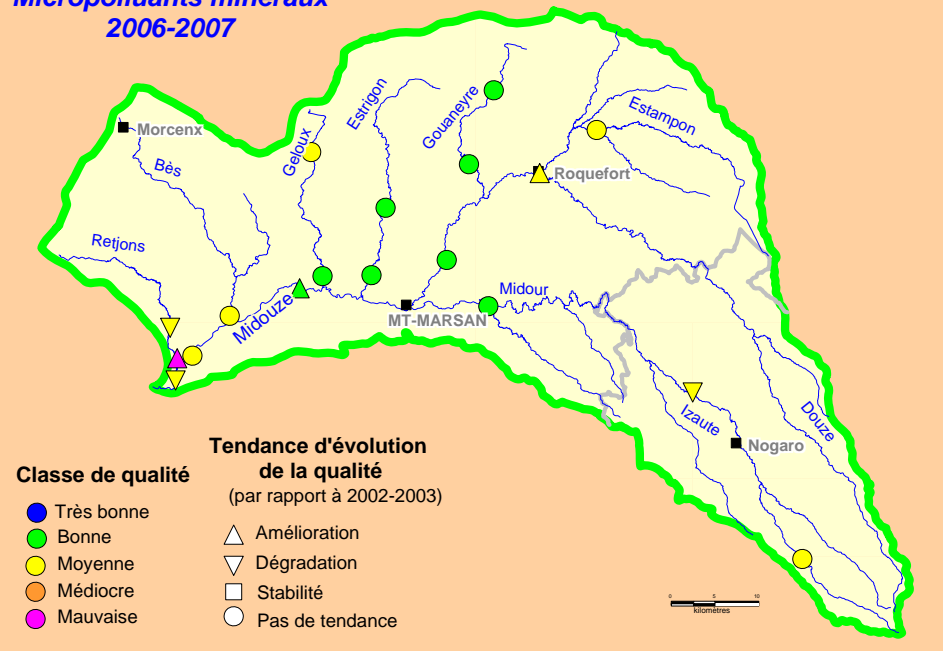 Micropolluants minéraux
2006-2007
Morcenx
Bès
Retjons
Geloux
Estrigon
Gouaneyre
Estampon
Roquefort
Midouze
MT-MARSAN
Midour
Izaute
Douze
Nogaro
Classe de qualité
Très bonne
Bonne
Moyenne
Médiocre
Mauvaise
Tendance d'évolution
de la qualité
(par rapport à 2002-2003)
Amélioration
Dégradation
Stabilité
Pas de tendance
0 5 10
kilomètres